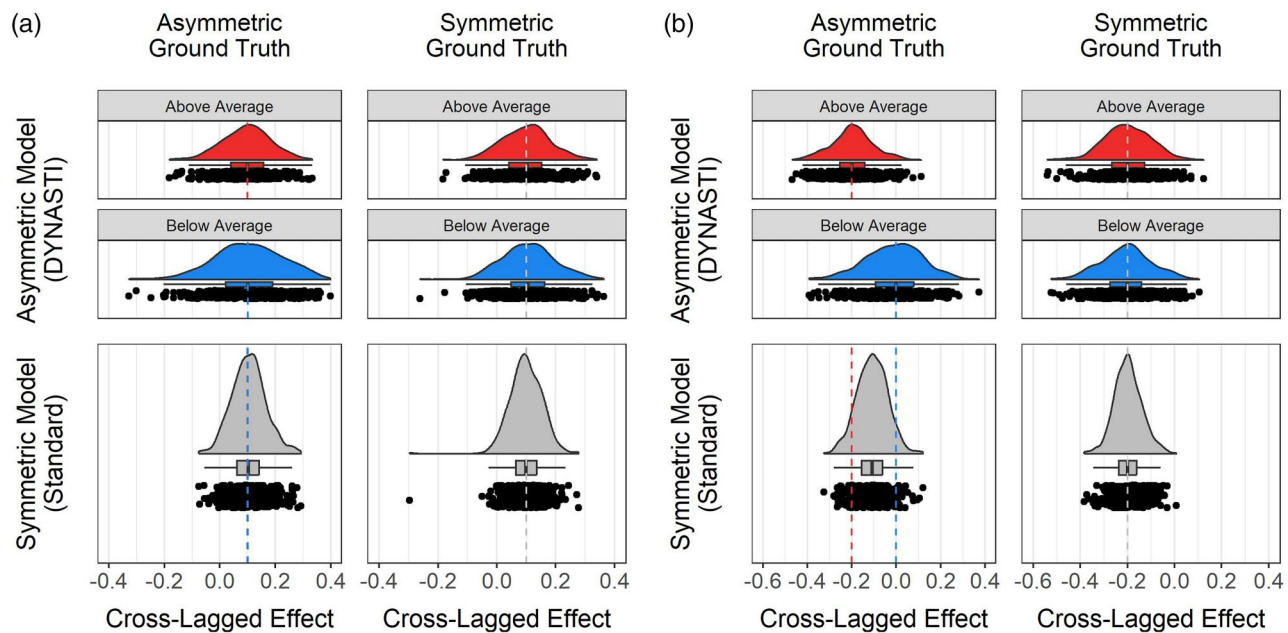 (a)
Asymmetric
Ground Truth
Symmetric
Ground Truth
Asymmetric Model
(DYNASTI)
Above Average
Above Average
Below Average
Below Average
Symmetric Model
(Standard)
-0.4 -0.2 0.0 0.2 0.4
-0.4 -0.2 0.0 0.2 0.4
Cross-Lagged Effect
Cross-Lagged Effect
(b)
Asymmetric
Ground Truth
Symmetric
Ground Truth
Asymmetric Model
(DYNASTI)
Above Average
Above Average
Below Average
Below Average
Symmetric Model
(Standard)
-0.6 -0.4 -0.2 0.0 0.2 0.4
-0.6 -0.4 -0.2 0.0 0.2 0.4
Cross-Lagged Effect
Cross-Lagged Effect